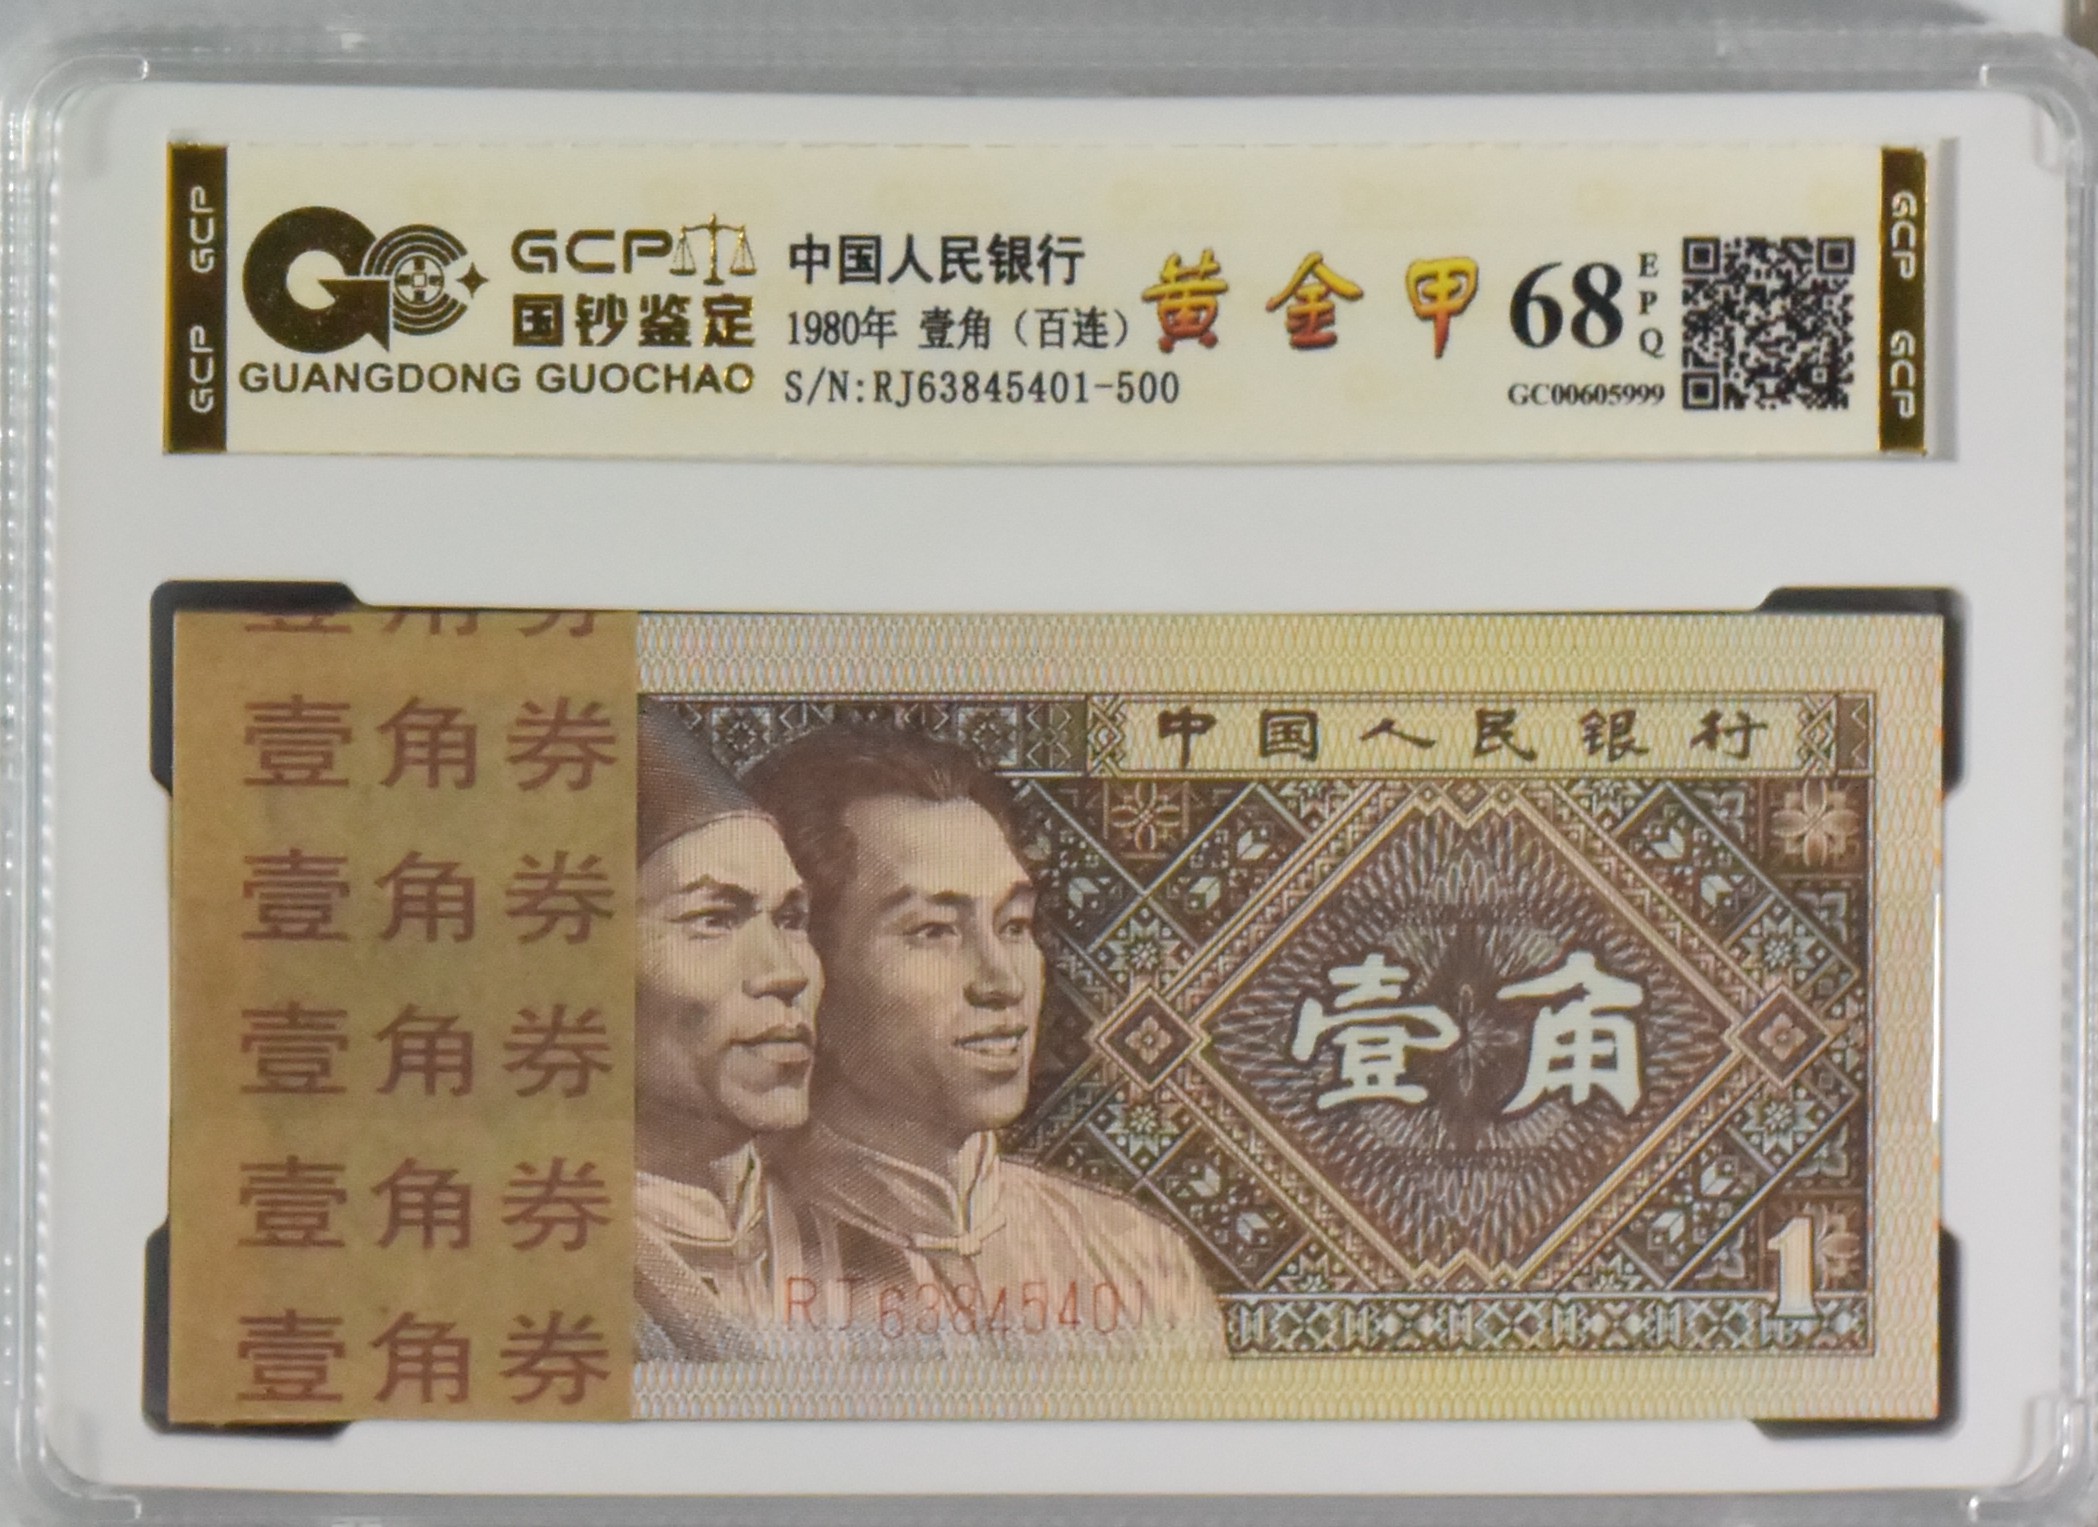 GCP GCP
GCP
国钞鉴定
GUANGDONG GUOCHAO
中国人民银行
1980年 壹角（百连）
S/N:RJ63845401-500
黄金甲
68
EPQ
GC00605999
GCP GCP
壹角券
壹角券
壹角券
壹角券
壹角券
壹角券
中国人民银行
壹角
1
RJ63845401